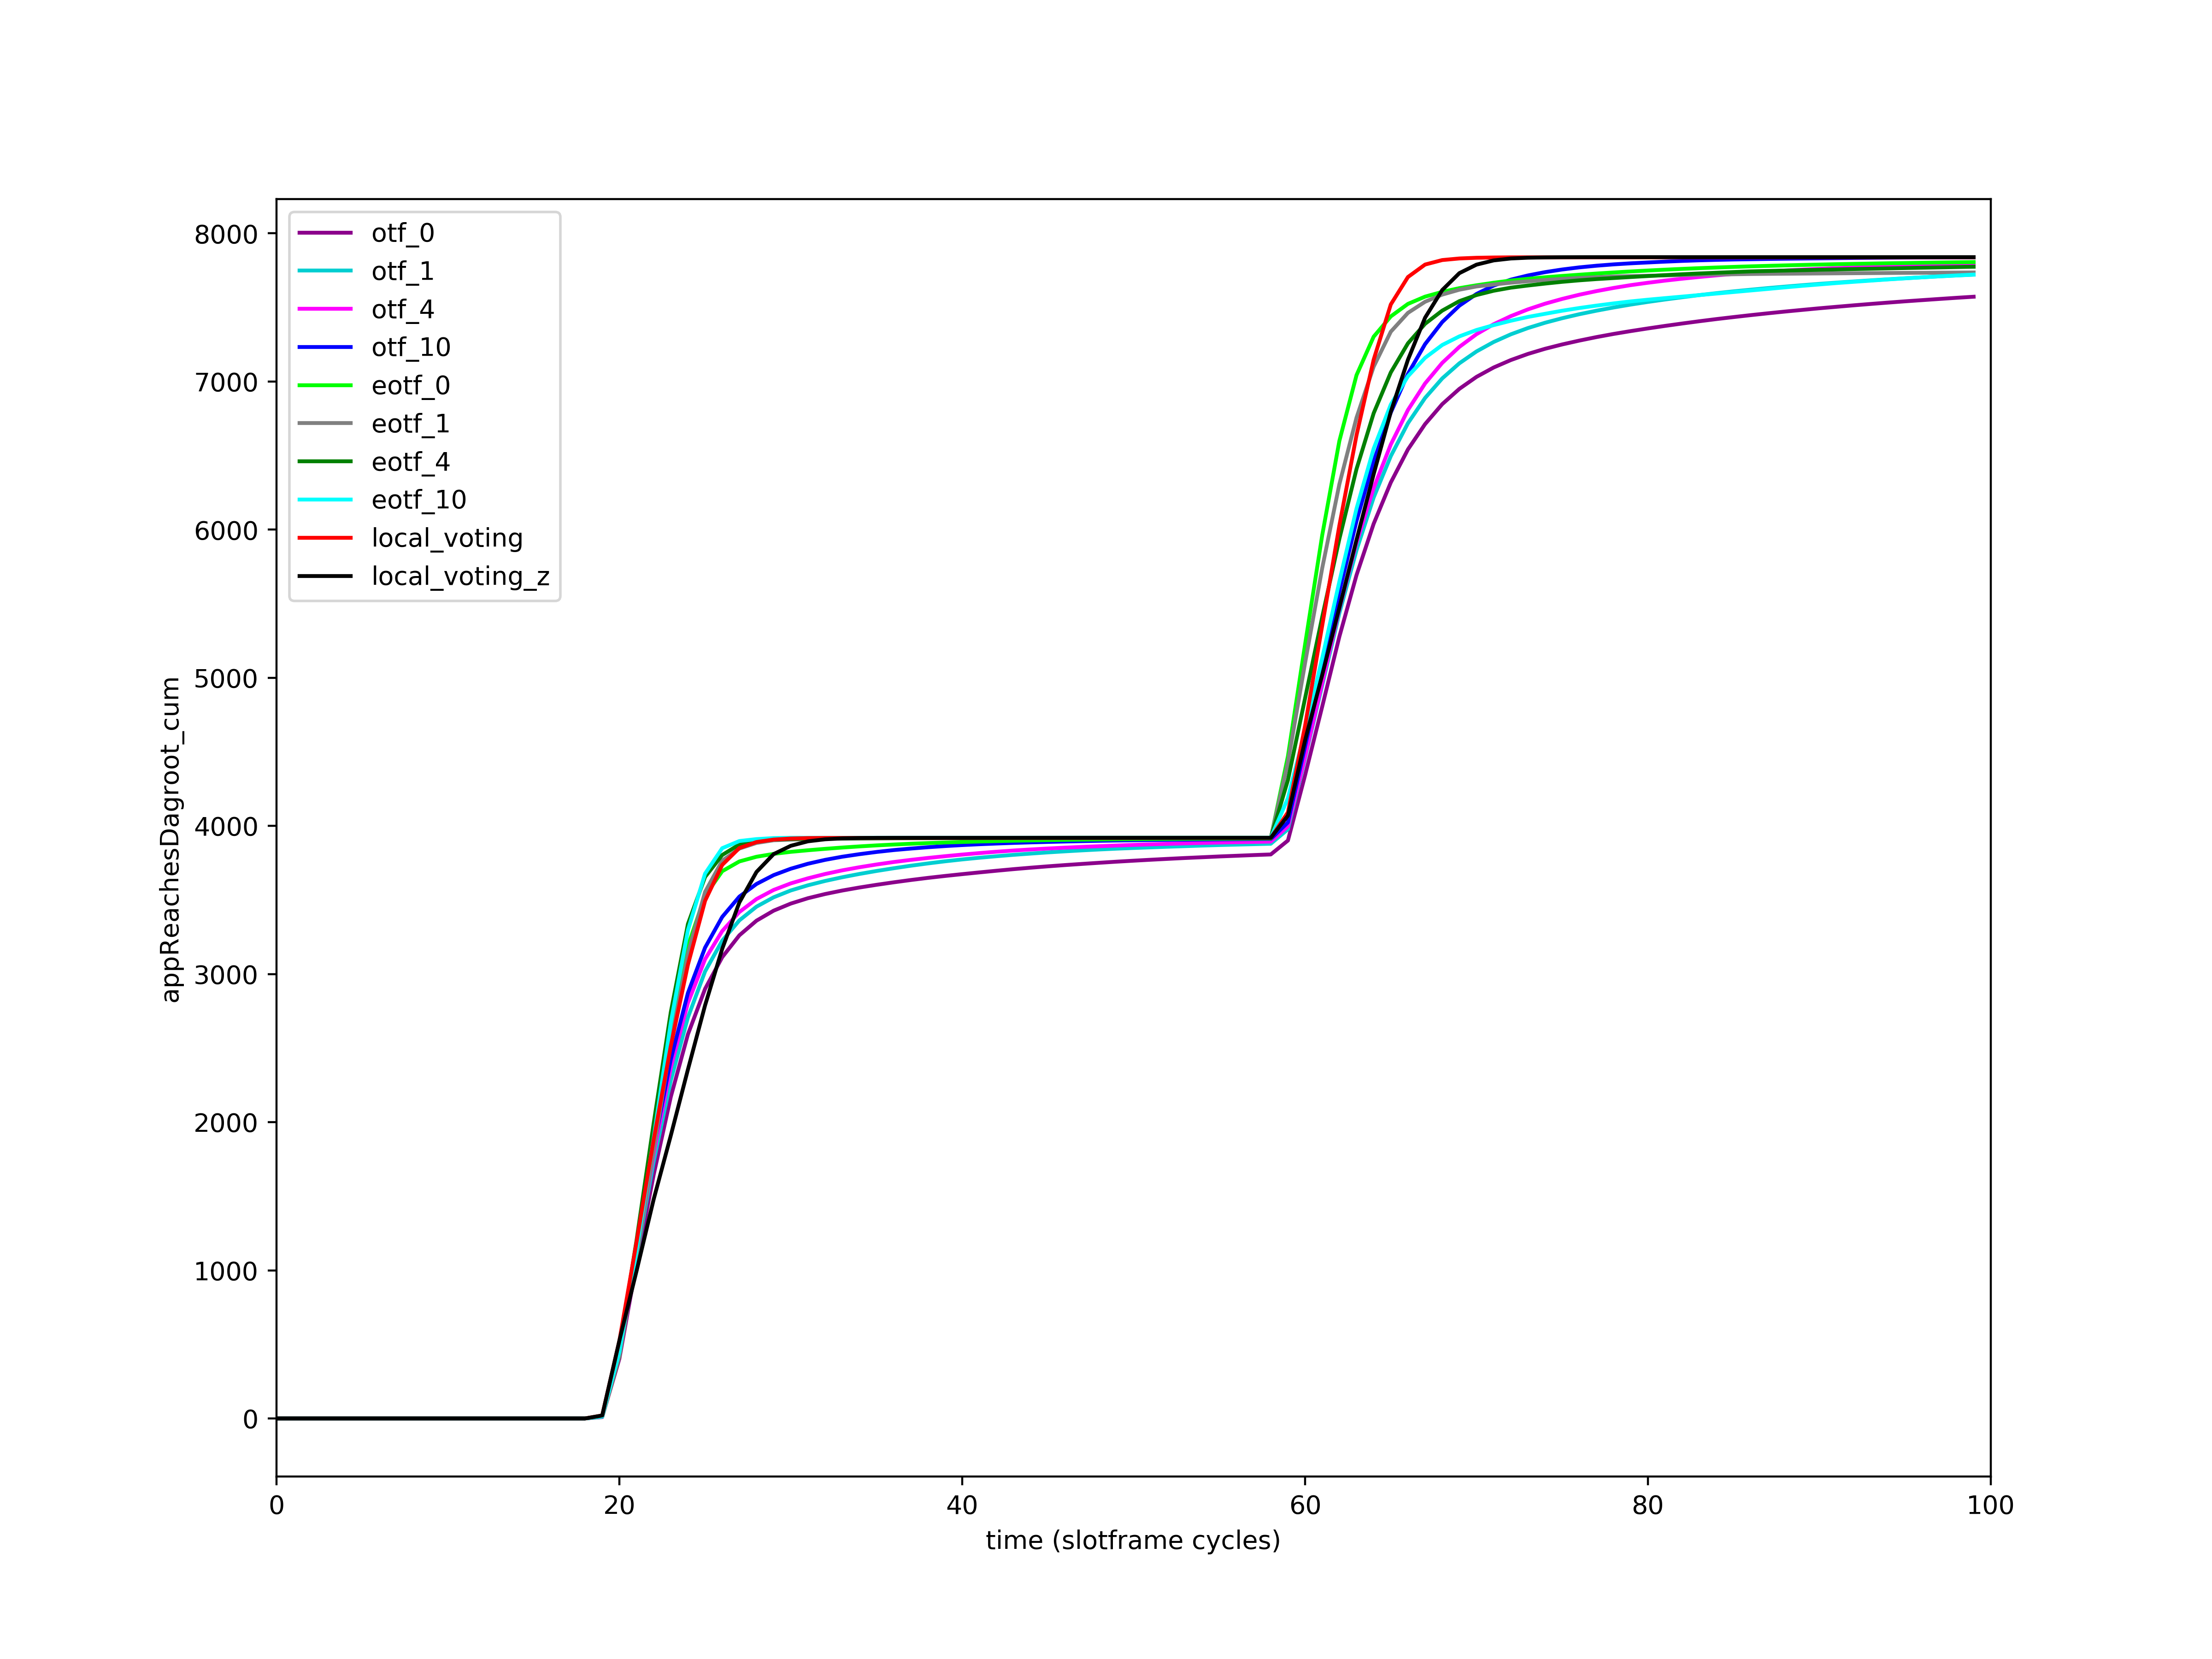 otf_0
otf_1
otf_4
otf_10
eotf_0
eotf_1
eotf_4
eotf_10
local_voting
local_voting_z
8000
7000
6000
5000
4000
3000
2000
1000
0
appReachesDagroot_cum
0 20 40 60 80 100
time (slotframe cycles)